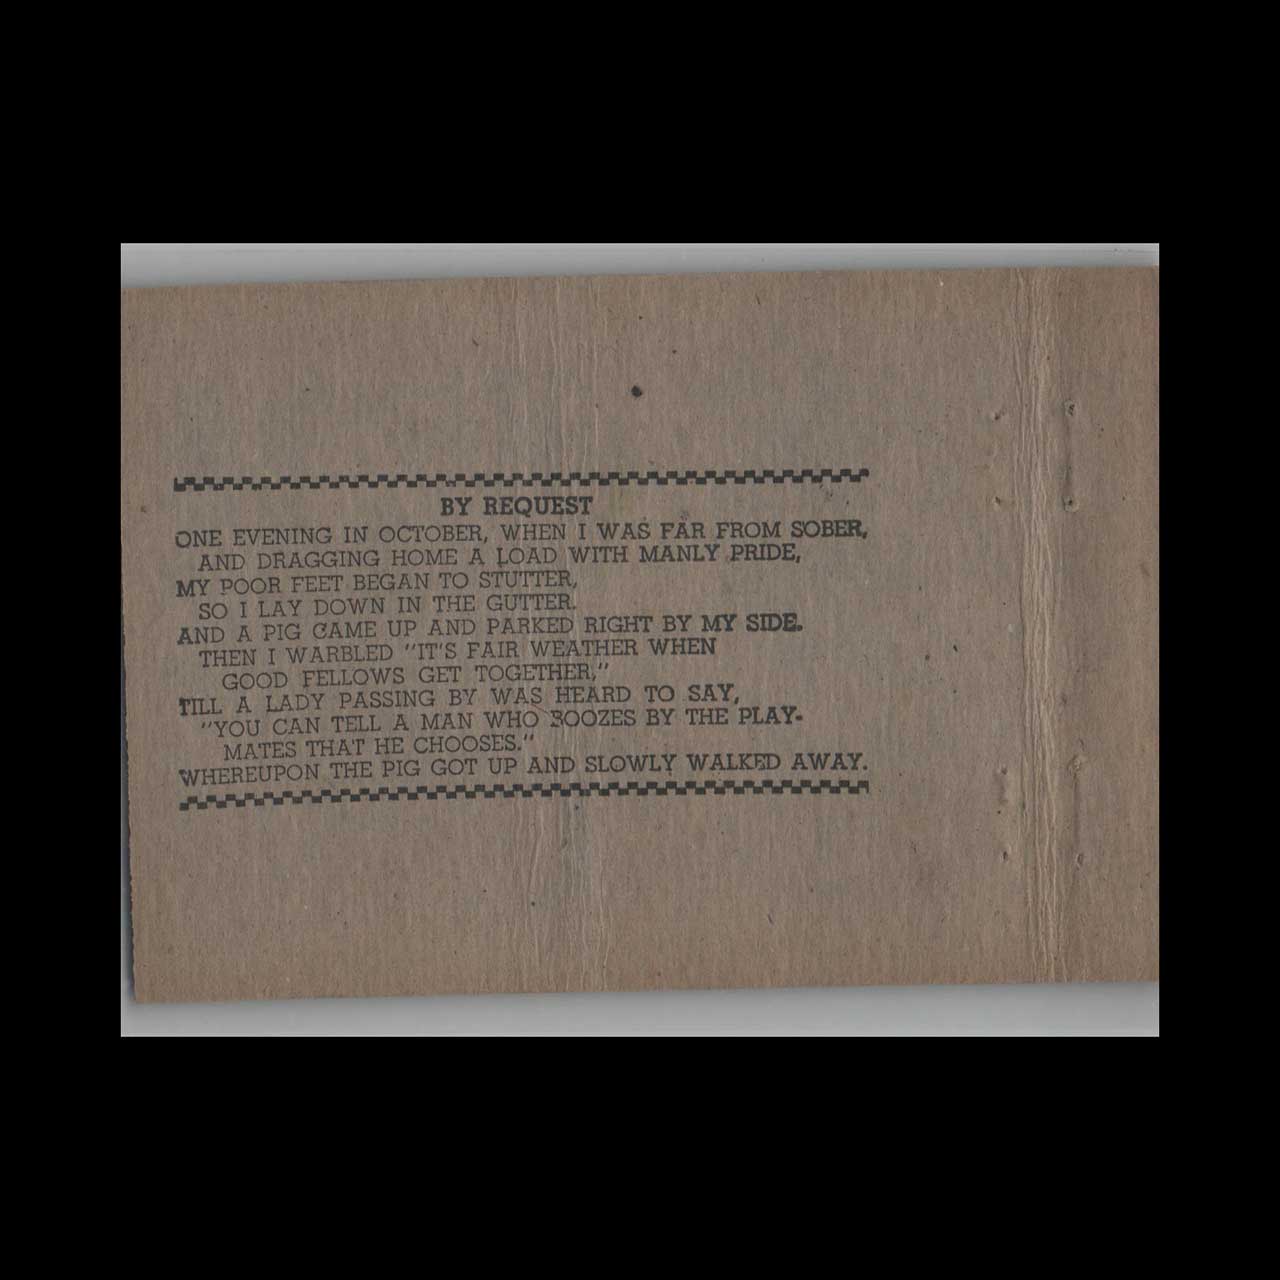 BY REQUEST
ONE EVENING IN OCTOBER, WHEN I WAS FAR FROM SOBER,
AND DRAGGING HOME A LOAD WITH MANLY PRIDE,
MY POOR FEET BEGAN TO STUTTER,
SO I LAY DOWN IN THE GUTTER.
AND A PIG CAME UP AND PARKED RIGHT BY MY SIDE.
THEN I WARBLED "IT'S FAIR WEATHER WHEN
GOOD FELLOWS GET TOGETHER,"
TILL A LADY PASSING BY WAS HEARD TO SAY,
"YOU CAN TELL A MAN WHO BOOZES BY THE PLAY-
MATES THAT HE CHOOSES."
WHEREUPON THE PIG GOT UP AND SLOWLY WALKED AWAY.